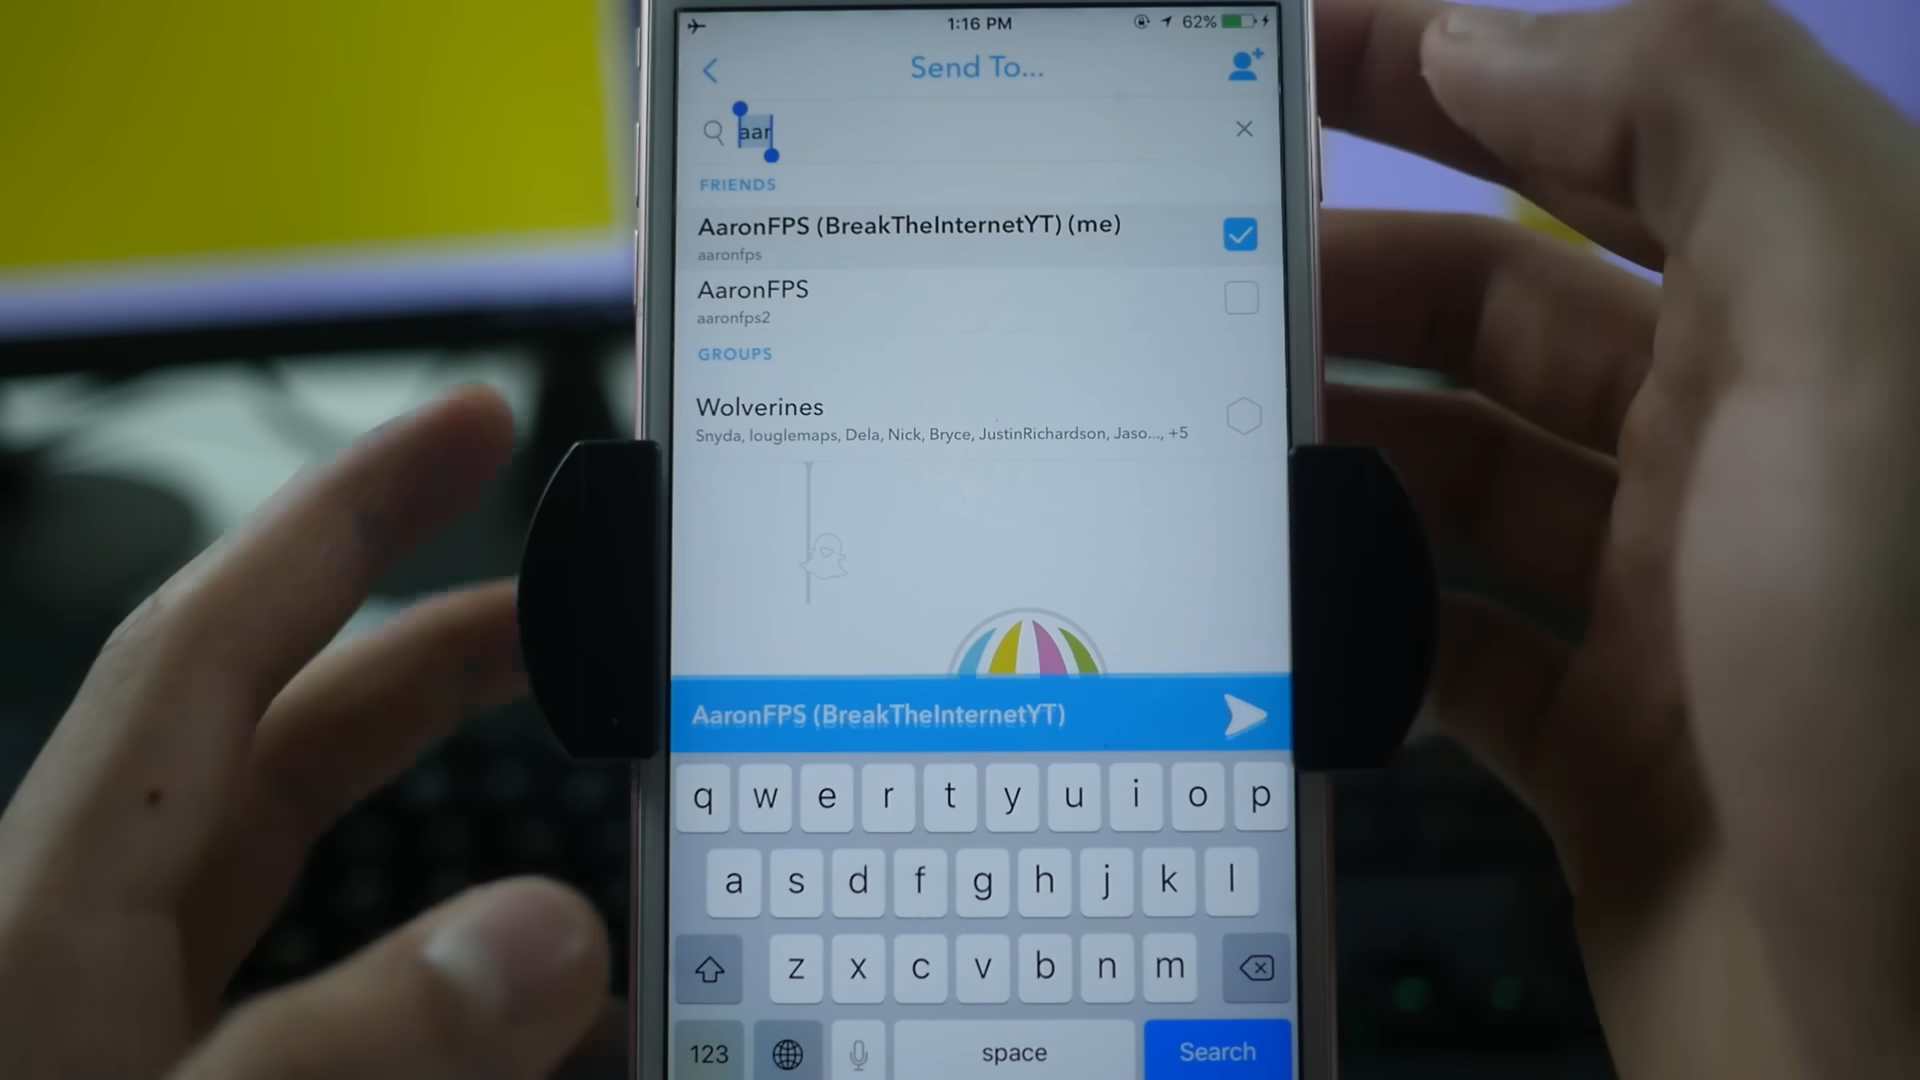 1:16 PM
62%
Send To...
aar
FRIENDS
AaronFPS (BreakTheInternetYT) (me)
aaronfps
AaronFPS
aaronfps2
GROUPS
Wolverines
Snyda, louglemaps, Dela, Nick, Bryce, JustinRichardson, Jaso..., +5
AaronFPS (BreakTheInternetYT)
q w e r t y u i o p
a s d f g h j k l
z x c v b n m
123 space Search